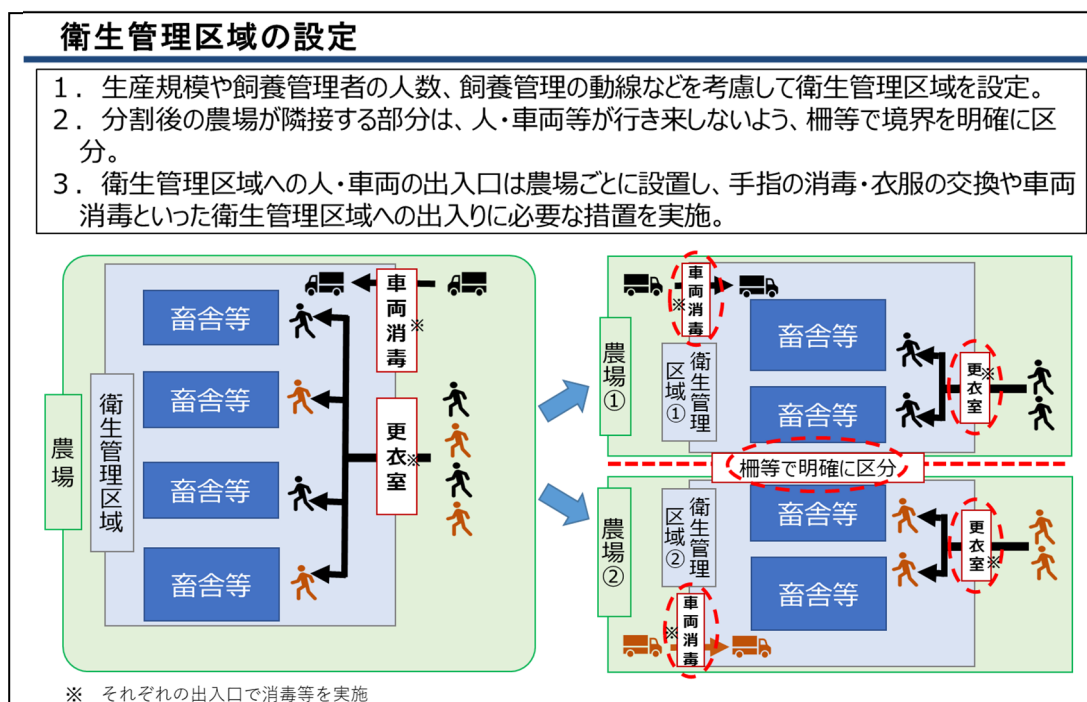 衛生管理区域の設定
1．生産規模や飼養管理者の人数、飼養管理の動線などを考慮して衛生管理区域を設定。
2．分割後の農場が隣接する部分は、人・車両等が行き来しないよう、柵等で境界を明確に区
分。
3．衛生管理区域への人・車両の出入口は農場ごとに設置し、手指の消毒・衣服の交換や車両
消毒といった衛生管理区域への出入りに必要な措置を実施。
農場
衛生管理区域
畜舎等
畜舎等
畜舎等
畜舎等
車両消毒※
更衣室※
農場①
衛生管理
区域①
車両消毒※
畜舎等
畜舎等
更衣室※
柵等で明確に区分
農場②
衛生管理
区域②
畜舎等
畜舎等
更衣室※
車両消毒※
※　それぞれの出入口で消毒等を実施